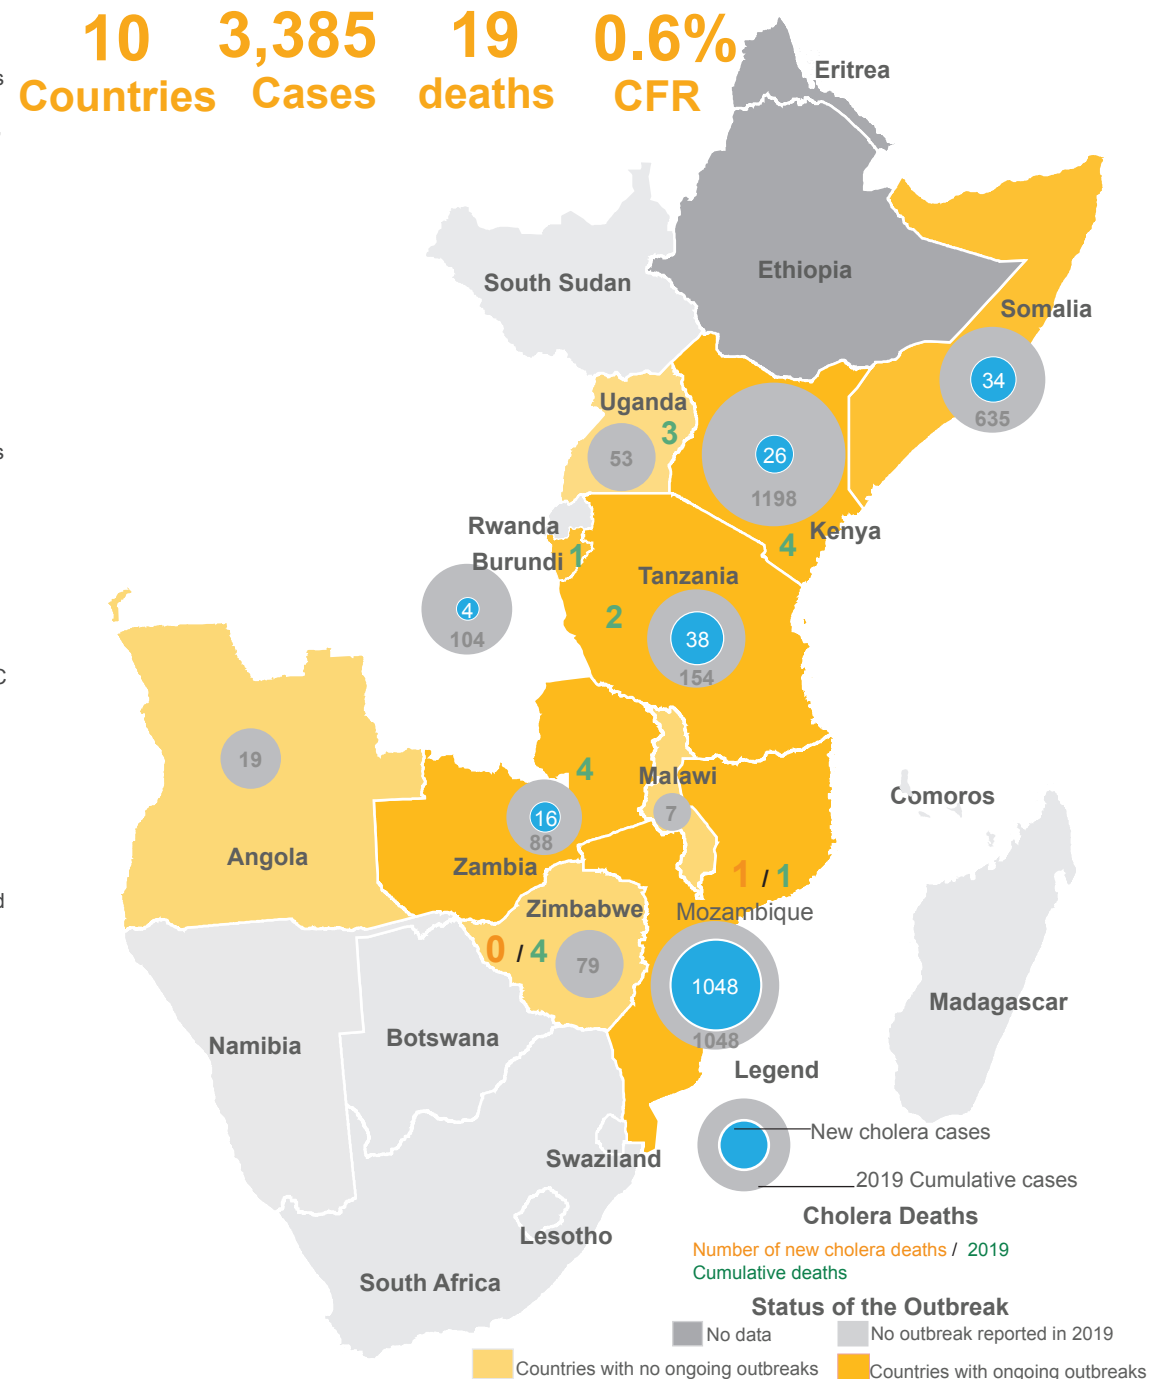 10
Countries
3,385
Cases
19
deaths
0.6%
CFR
s
Eritrea
South Sudan
Ethiopia
Somalia
34
635
Uganda
3
53
s
26
1198
Kenya
4
Rwanda
Burundi
1
4
104
Tanzania
2
38
154
C
19
Angola
4
16
88
Zambia
Malawi
7
Comoros
1 / 1
Mozambique
1048
1048
d
Zimbabwe
0 / 4
79
Madagascar
Namibia
Botswana
Swaziland
Lesotho
South Africa
Legend
New cholera cases
2019 Cumulative cases
Cholera Deaths
Number of new cholera deaths / 2019
Cumulative deaths
Status of the Outbreak
No data
No outbreak reported in 2019
Countries with no ongoing outbreaks
Countries with ongoing outbreaks